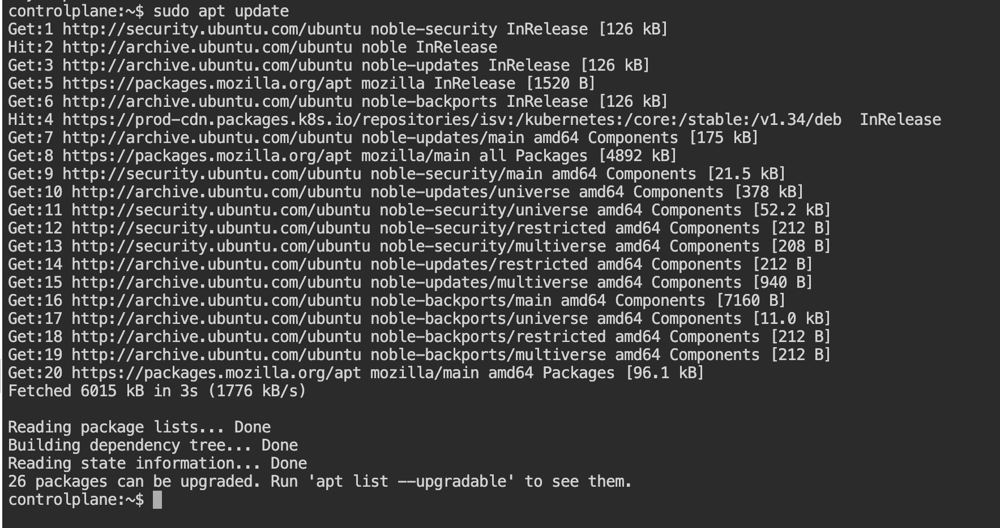 controlplane:~$ sudo apt update
Get:1 http://security.ubuntu.com/ubuntu noble-security InRelease [126 kB]
Hit:2 http://archive.ubuntu.com/ubuntu noble InRelease
Get:3 http://archive.ubuntu.com/ubuntu noble-updates InRelease [126 kB]
Get:5 https://packages.mozilla.org/apt mozilla InRelease [1520 B]
Get:6 http://archive.ubuntu.com/ubuntu noble-backports InRelease [126 kB]
Hit:4 https://prod-cdn.packages.k8s.io/repositories/isv:/kubernetes:/core:/stable:/v1.34/deb  InRelease
Get:7 http://archive.ubuntu.com/ubuntu noble-updates/main amd64 Components [175 kB]
Get:8 https://packages.mozilla.org/apt mozilla/main all Packages [4892 kB]
Get:9 http://security.ubuntu.com/ubuntu noble-security/main amd64 Components [21.5 kB]
Get:10 http://archive.ubuntu.com/ubuntu noble-updates/universe amd64 Components [378 kB]
Get:11 http://security.ubuntu.com/ubuntu noble-security/universe amd64 Components [52.2 kB]
Get:12 http://security.ubuntu.com/ubuntu noble-security/restricted amd64 Components [212 B]
Get:13 http://security.ubuntu.com/ubuntu noble-security/multiverse amd64 Components [208 B]
Get:14 http://archive.ubuntu.com/ubuntu noble-updates/restricted amd64 Components [212 B]
Get:15 http://archive.ubuntu.com/ubuntu noble-updates/multiverse amd64 Components [940 B]
Get:16 http://archive.ubuntu.com/ubuntu noble-backports/main amd64 Components [7160 B]
Get:17 http://archive.ubuntu.com/ubuntu noble-backports/universe amd64 Components [11.0 kB]
Get:18 http://archive.ubuntu.com/ubuntu noble-backports/restricted amd64 Components [212 B]
Get:19 http://archive.ubuntu.com/ubuntu noble-backports/multiverse amd64 Components [212 B]
Get:20 https://packages.mozilla.org/apt mozilla/main amd64 Packages [96.1 kB]
Fetched 6015 kB in 3s (1776 kB/s)
Reading package lists... Done
Building dependency tree... Done
Reading state information... Done
26 packages can be upgraded. Run 'apt list --upgradable' to see them.
controlplane:~$